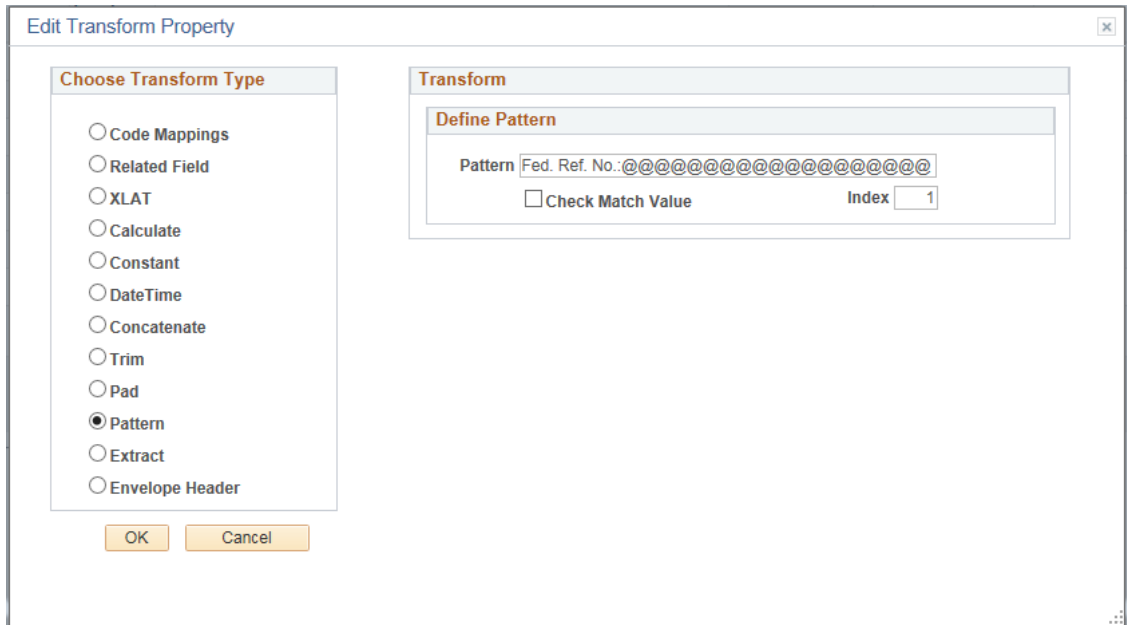 Edit Transform Property
Choose Transform Type
Code Mappings
Related Field
XLAT
Calculate
Constant
DateTime
Concatenate
Trim
Pad
Pattern
Extract
Envelope Header
OK Cancel
Transform
Define Pattern
Pattern Fed. Ref. No.:@@@@@@@@@@@@@@@@@@@
Check Match Value Index 1